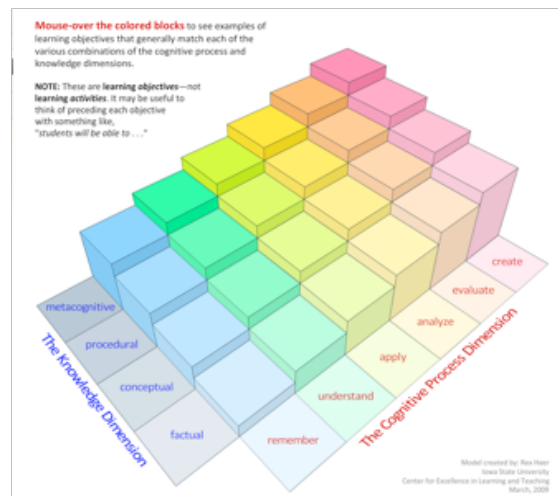 Mouse-over the colored blocks to see examples of
learning objectives that generally match each of the
various combinations of the cognitive process and
knowledge dimensions.
NOTE: These are learning objectives—not
learning activities. It may be useful to
think of preceding each objective
with something like,
"students will be able to . . ."
metacognitive
procedural
conceptual
factual
The Knowledge Dimension
remember
understand
apply
analyze
evaluate
create
The Cognitive Process Dimension
Model created by: Rex Heer
Iowa State University
Center for Excellence in Learning and Teaching
March, 2009